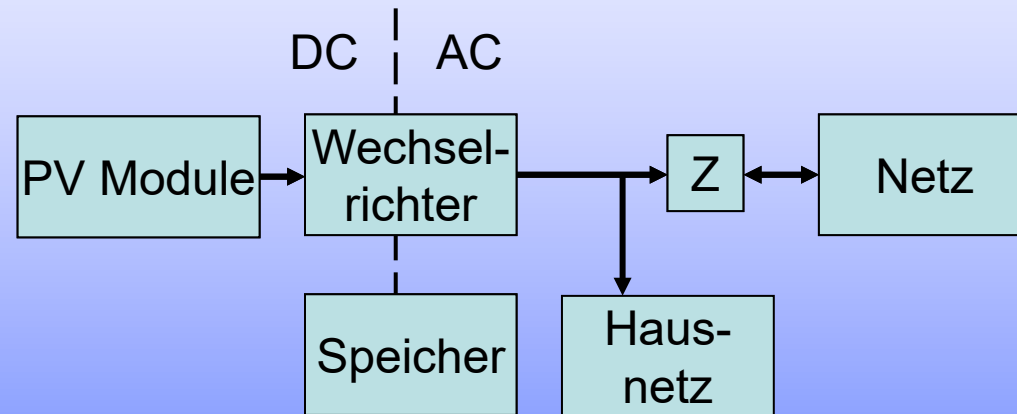 DC
AC
PV Module
Wechsel-
richter
Z
Netz
Speicher
Haus-
netz